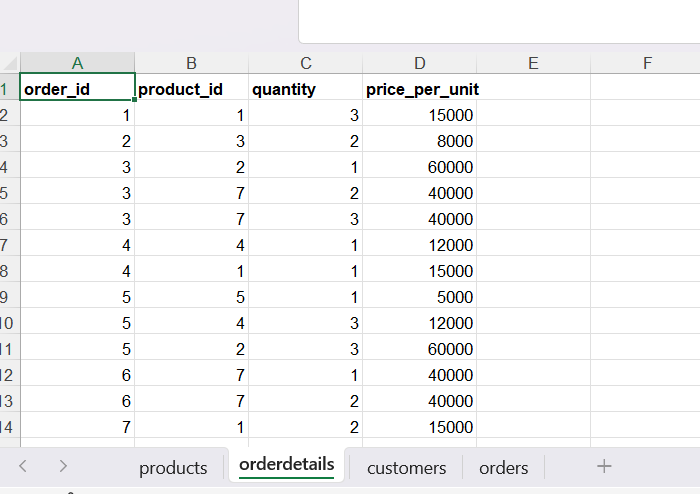 A B C D E F
1 order_id product_id quantity price_per_unit
2 1 1 3 15000
3 2 3 2 8000
4 3 2 1 60000
5 3 7 2 40000
6 3 7 3 40000
7 4 4 1 12000
8 4 1 1 15000
9 5 5 1 5000
10 5 4 3 12000
11 5 2 3 60000
12 6 7 1 40000
13 6 7 2 40000
14 7 1 2 15000
products orderdetails customers orders +